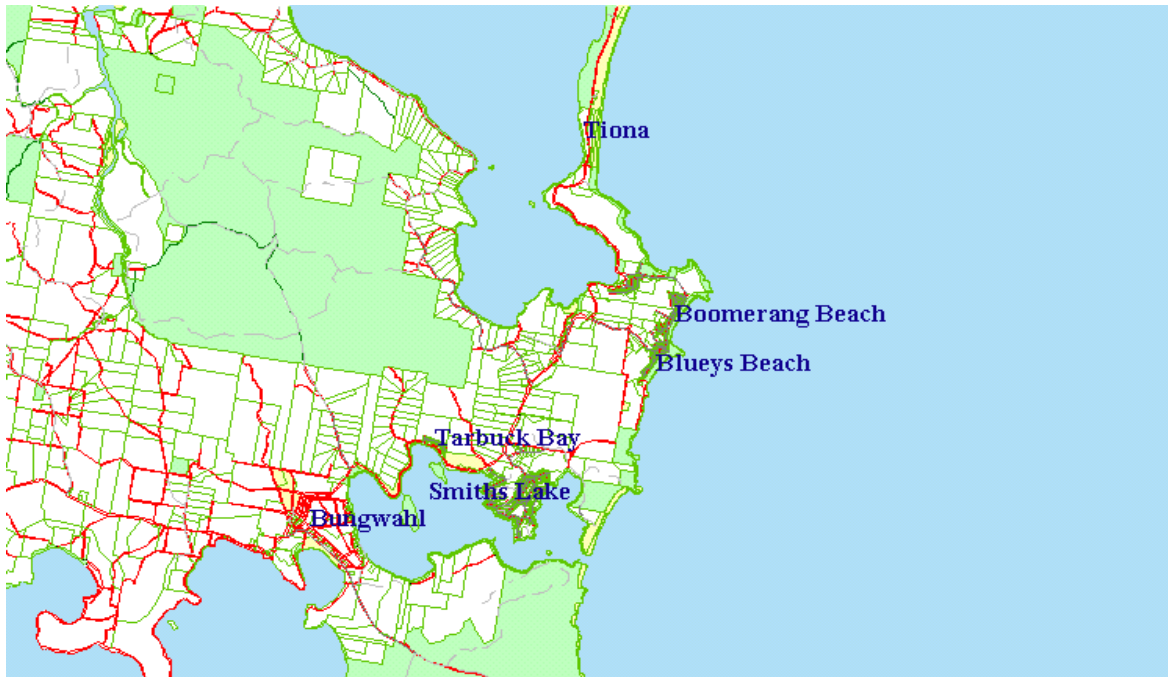 Tiona
Boomerang Beach
Blueys Beach
Tarbuck Bay
Smiths Lake
Bungwahl